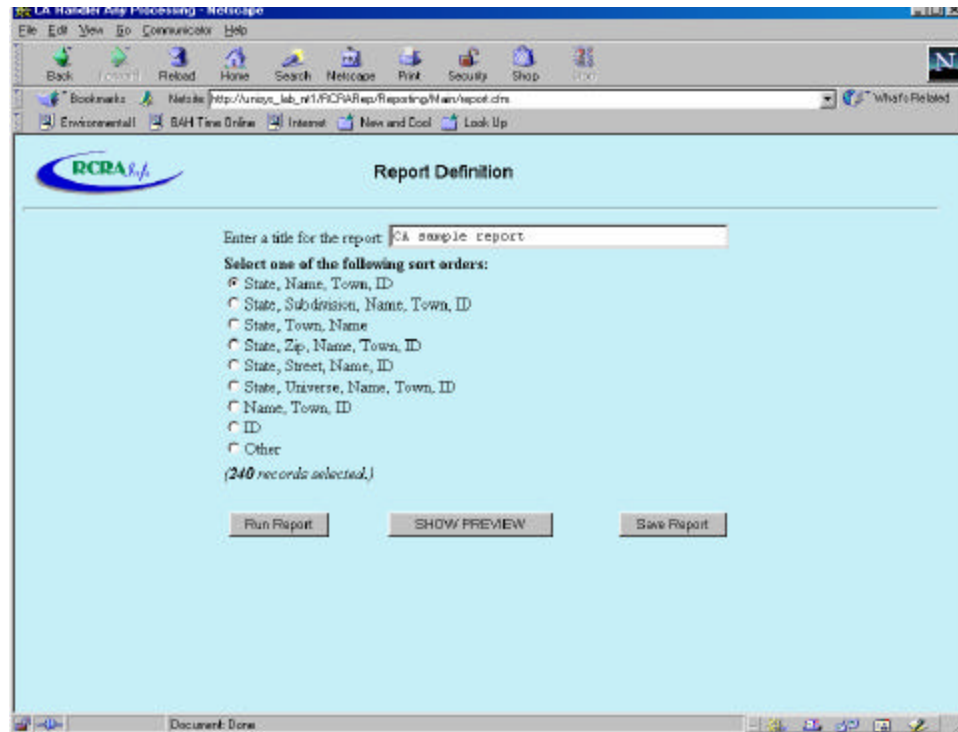 CA Handler Any Processing - Netscape
File Edit View Go Communicator Help
Back Forward Reload Home Search Netscape Print Security Shop
Bookmarks Netsite http://unisys_lab_nt1/RCRARep/Reporting/Main/report.cfm What's Related
Environmental1 BAH Time Online Internet New and Cool Look Up
RCRA Info
Report Definition
Enter a title for the report: CA sample report
Select one of the following sort orders:
State, Name, Town, ID
State, Subdivision, Name, Town, ID
State, Town, Name
State, Zip, Name, Town, ID
State, Street, Name, ID
State, Universe, Name, Town, ID
Name, Town, ID
ID
Other
(240 records selected.)
Run Report SHOW PREVIEW Save Report
Document: Done